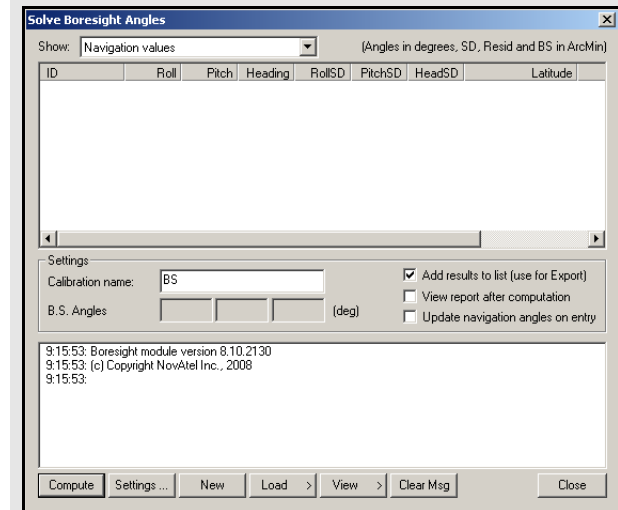 Solve Boresight Angles
Show: Navigation values (Angles in degrees, SD, Resid and BS in ArcMin)
ID Roll Pitch Heading RollSD PitchSD HeadSD Latitude
Settings
Calibration name: BS Add results to list (use for Export)
View report after computation
B.S. Angles (deg) Update navigation angles on entry
9:15:53: Boresight module version 8.10.2130
9:15:53: (c) Copyright NovAtel Inc., 2008
9:15:53:
Compute Settings ... New Load > View > Clear Msg Close